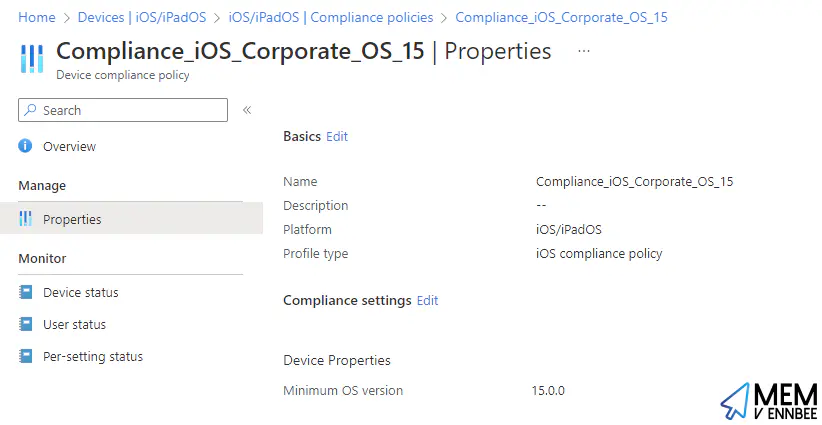 Home > Devices | iOS/iPadOS > iOS/iPadOS | Compliance policies > Compliance_iOS_Corporate_OS_15
Compliance_iOS_Corporate_OS_15 | Properties ...
Device compliance policy
Search «
Overview
Manage
Properties
Monitor
Device status
User status
Per-setting status
Basics Edit
Name Compliance_iOS_Corporate_OS_15
Description --
Platform iOS/iPadOS
Profile type iOS compliance policy
Compliance settings Edit
Device Properties
Minimum OS version 15.0.0
MEM
V ENNBEE